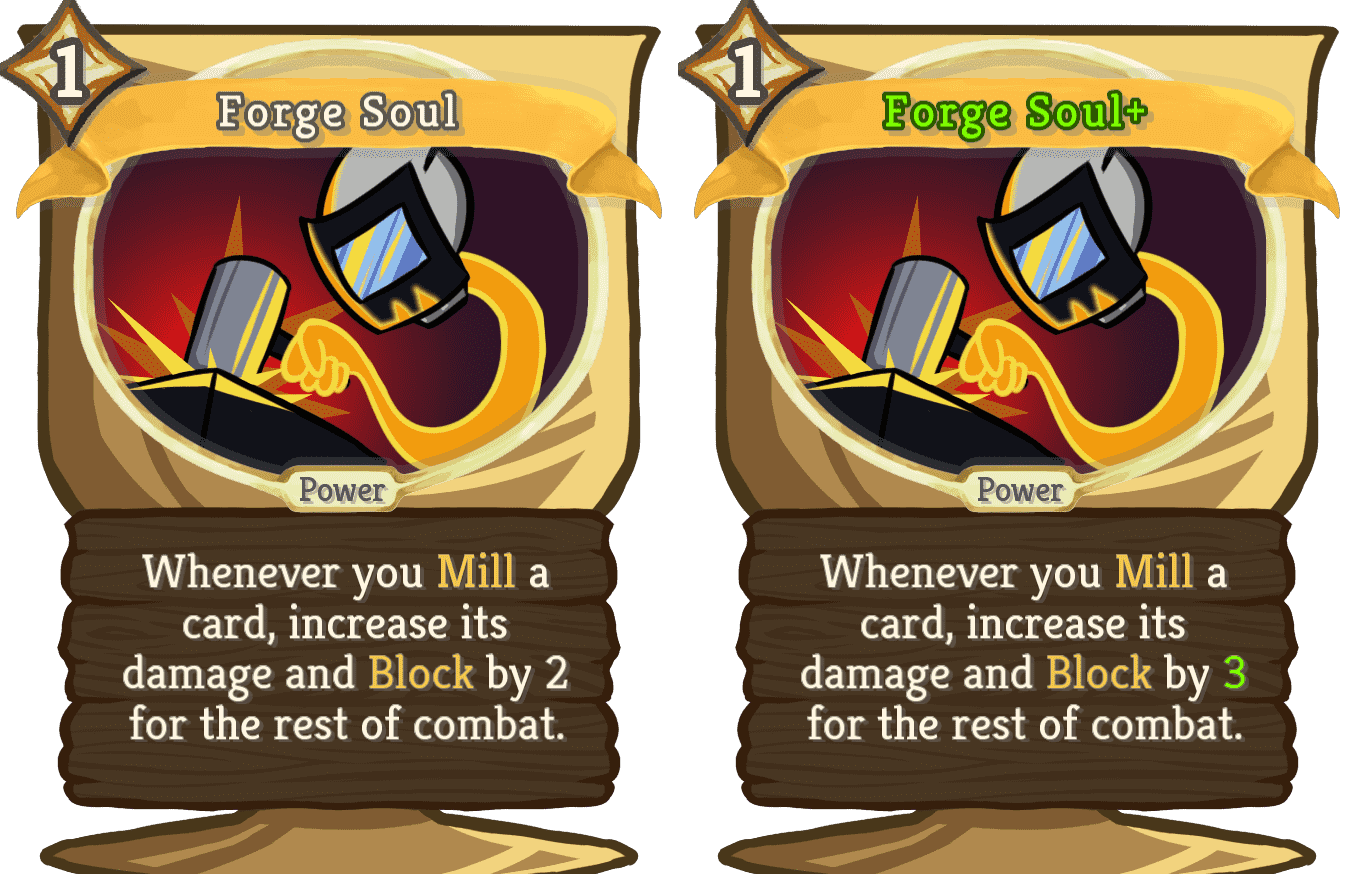 1
Forge Soul
Power
Whenever you Mill a
card, increase its
damage and Block by 2
for the rest of combat.
1
Forge Soul+
Power
Whenever you Mill a
card, increase its
damage and Block by 3
for the rest of combat.